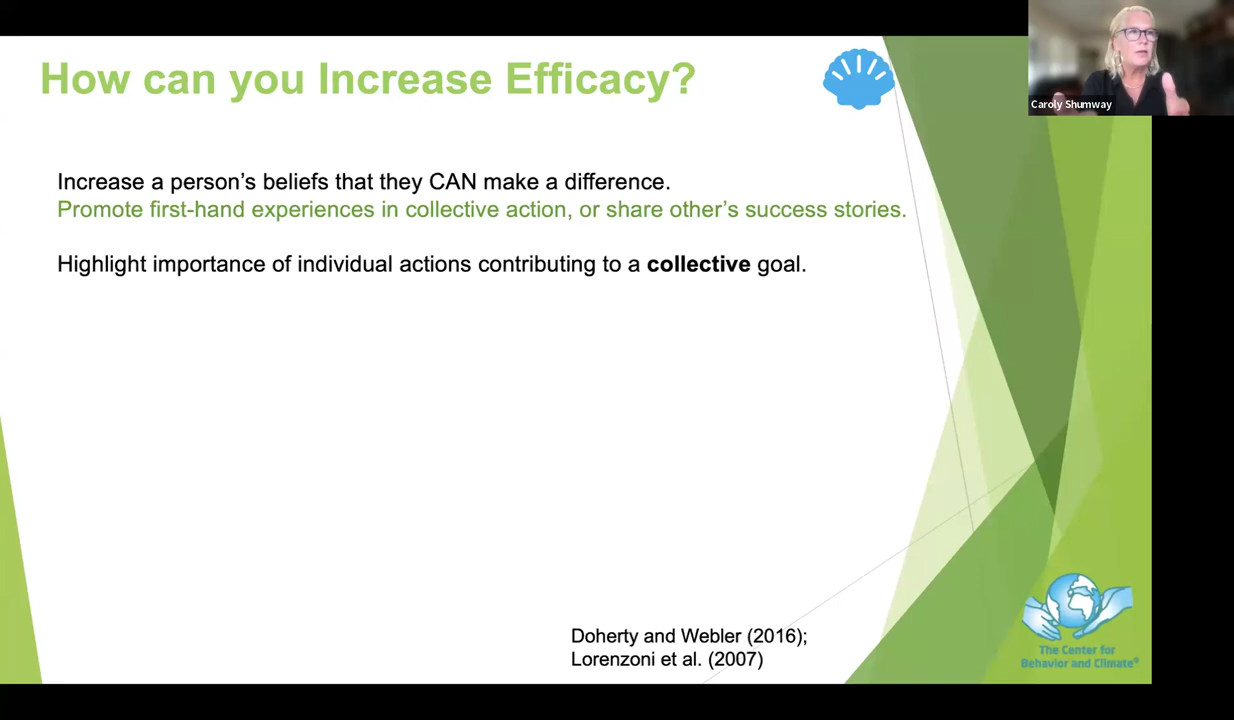 How can you Increase Efficacy?
Caroly Shumway
Increase a person’s beliefs that they CAN make a difference.
Promote first-hand experiences in collective action, or share other’s success stories.
Highlight importance of individual actions contributing to a collective goal.
Doherty and Webler (2016);
Lorenzoni et al. (2007)
The Center for
Behavior and Climate®